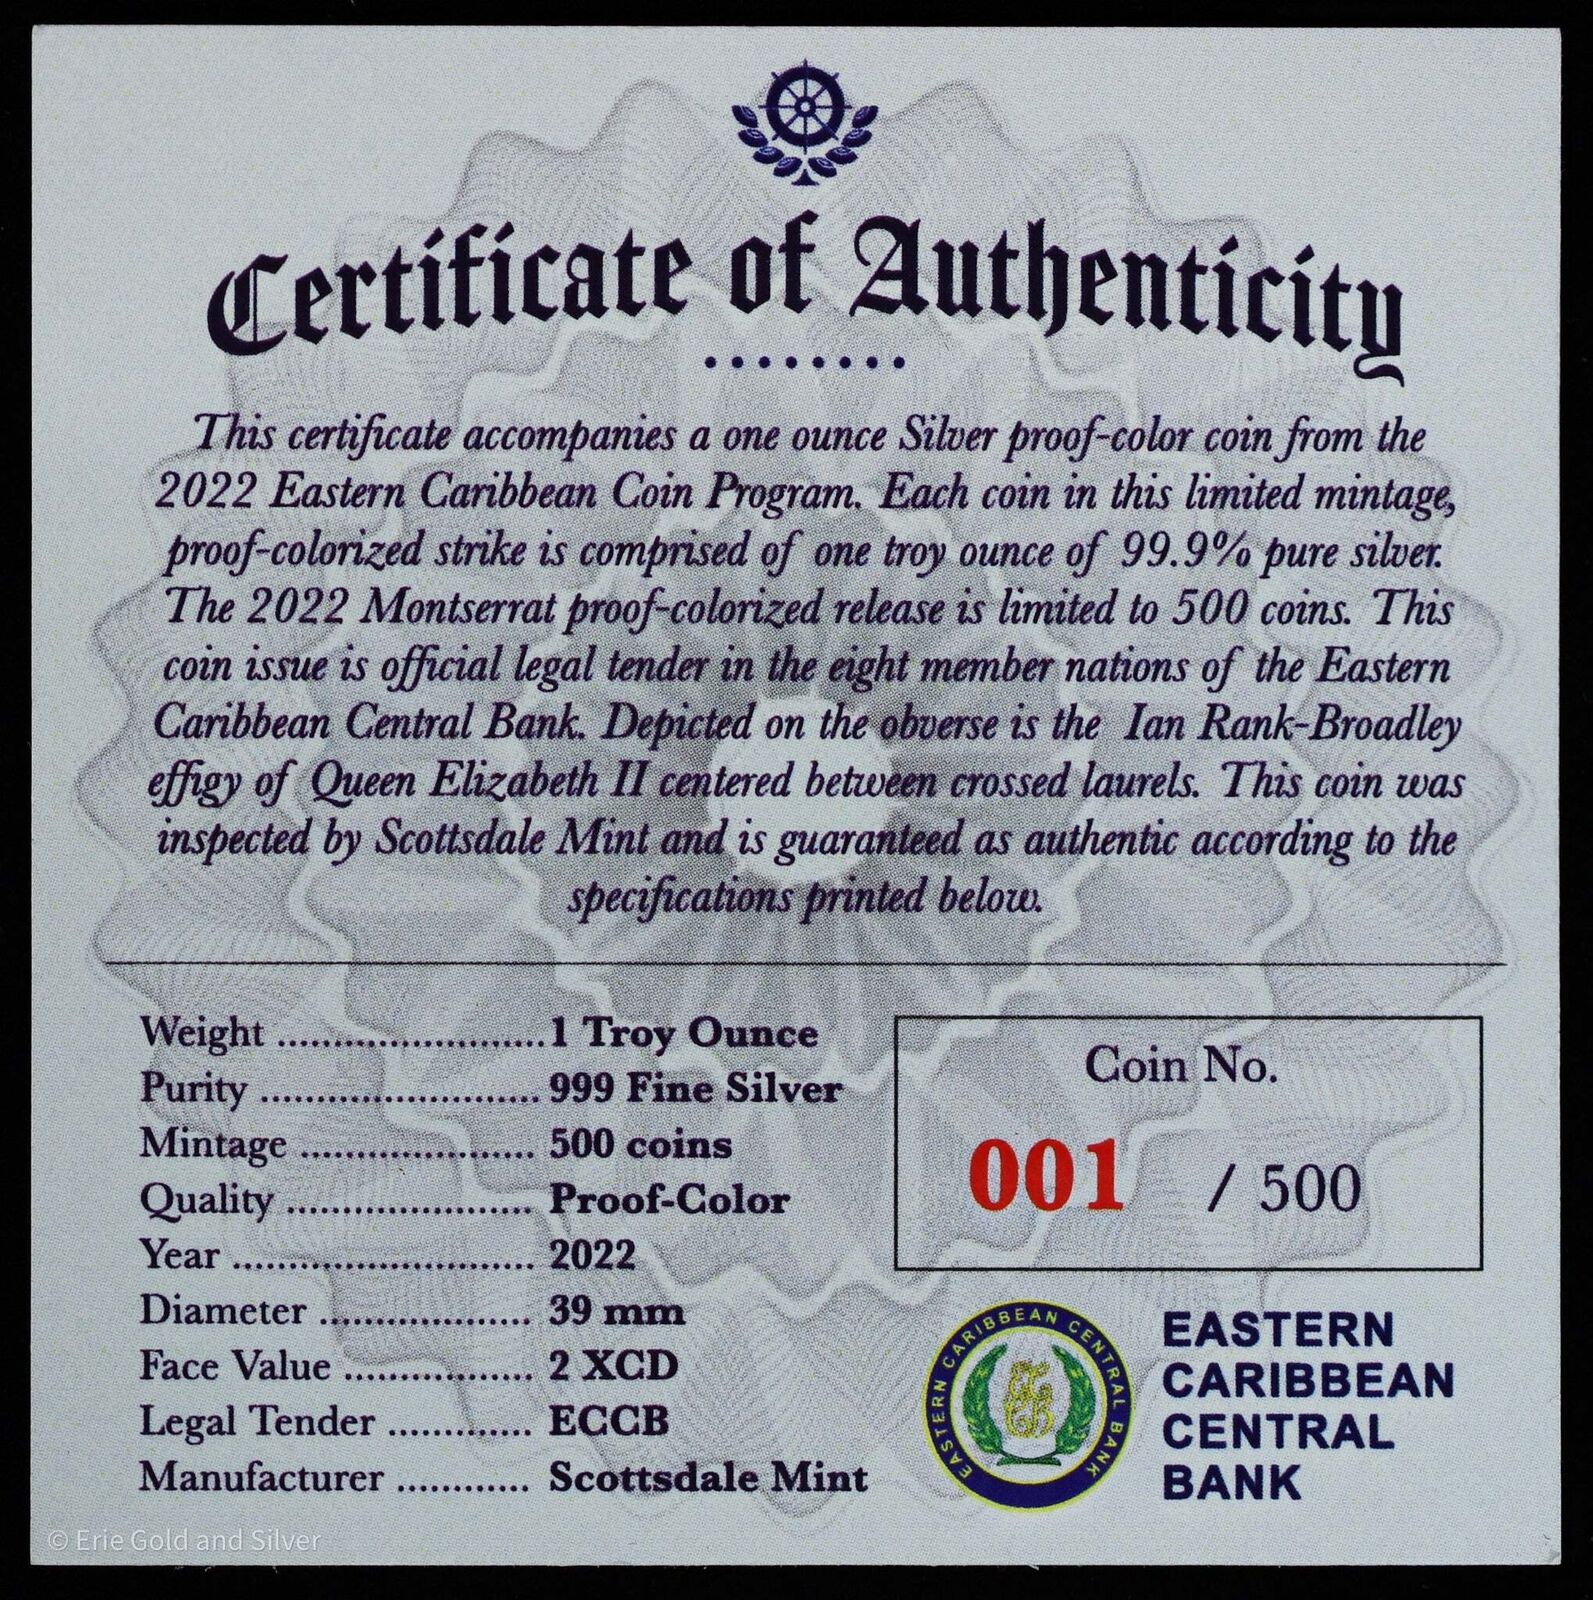 Certificate of Authenticity
This certificate accompanies a one ounce Silver proof-color coin from the
2022 Eastern Caribbean Coin Program. Each coin in this limited mintage,
proof-colorized strike is comprised of one troy ounce of 99.9% pure silver.
The 2022 Montserrat proof-colorized release is limited to 500 coins. This
coin issue is official legal tender in the eight member nations of the Eastern
Caribbean Central Bank. Depicted on the obverse is the Ian Rank-Broadley
effigy of Queen Elizabeth II centered between crossed laurels. This coin was
inspected by Scottsdale Mint and is guaranteed as authentic according to the
specifications printed below.
Weight ........................ 1 Troy Ounce
Purity ......................... 999 Fine Silver
Mintage ..................... 500 coins
Quality ...................... Proof-Color
Year ........................... 2022
Diameter ................... 39 mm
Face Value ................. 2 XCD
Legal Tender ............. ECCB
Manufacturer ............ Scottsdale Mint
Coin No.
001 / 500
EASTERN CARIBBEAN CENTRAL BANK
ECCB
EASTERN
CARIBBEAN
CENTRAL
BANK
© Erie Gold and Silver